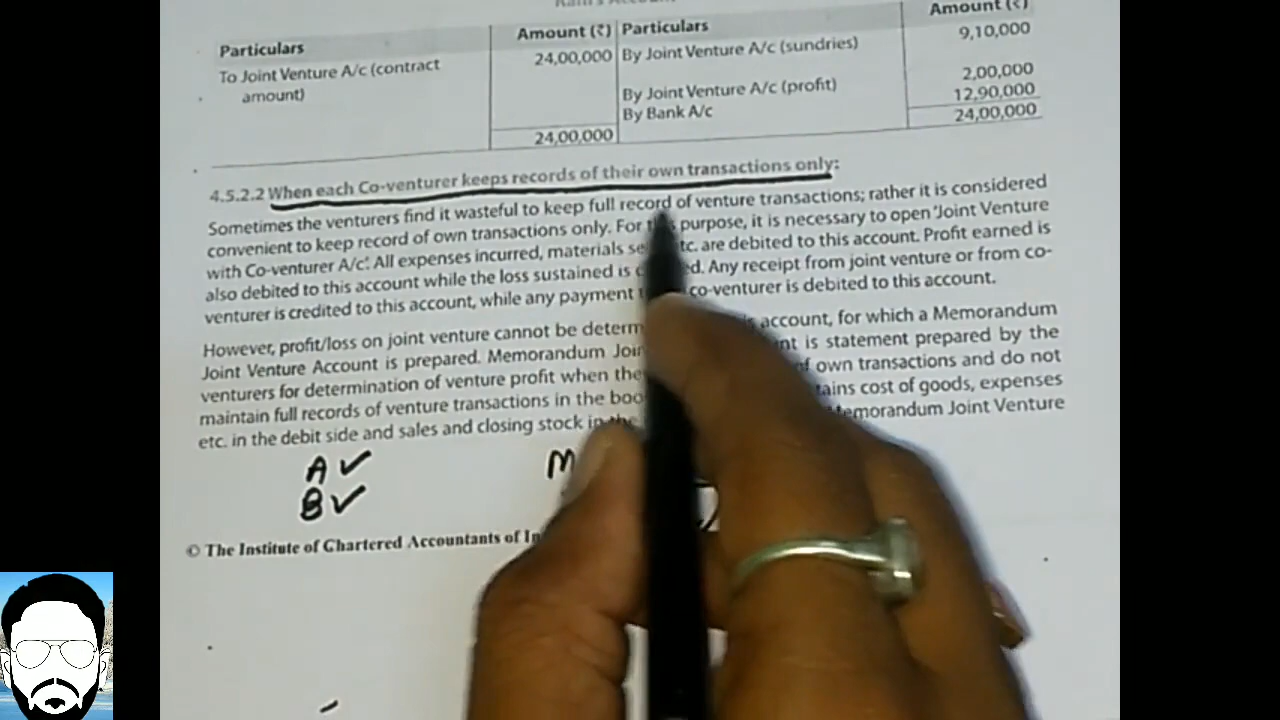 Amount (₹)
Particulars Amount (₹) Particulars
To Joint Venture A/c (contract 24,00,000 By Joint Venture A/c (sundries) 9,10,000
amount) By Joint Venture A/c (profit) 2,00,000
By Bank A/c 12,90,000
24,00,000 24,00,000
4.5.2.2 When each Co-venturer keeps records of their own transactions only:
Sometimes the venturers find it wasteful to keep full record of venture transactions; rather it is considered
convenient to keep record of own transactions only. For purpose, it is necessary to open 'Joint Venture
with Co-venturer A/c'. All expenses incurred, materials are debited to this account. Profit earned is
also debited to this account while the loss sustained is Any receipt from joint venture or from co-
venturer is credited to this account, while any payment co-venturer is debited to this account.
However, profit/loss on joint venture cannot be account, for which a Memorandum
Joint Venture Account is prepared. Memorandum is statement prepared by the
venturers for determination of venture profit when own transactions and do not
maintain full records of venture transactions in the cost of goods, expenses
etc. in the debit side and sales and closing stock in Memorandum Joint Venture
A ✓ M
B ✓
© The Institute of Chartered Accountants of